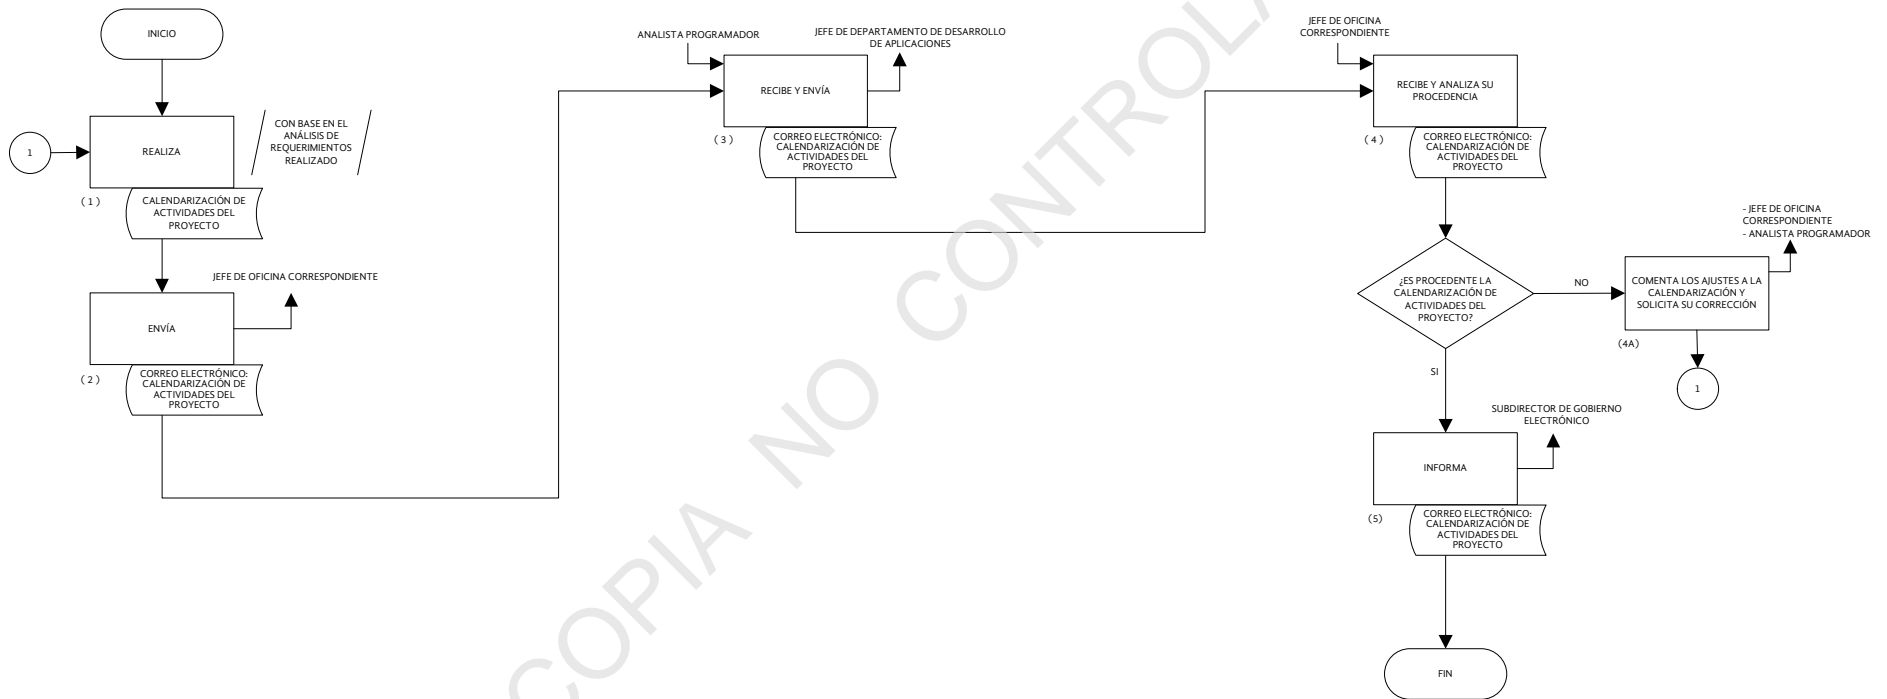 INICIO
1
REALIZA
CON BASE EN EL
ANÁLISIS DE
REQUERIMIENTOS
REALIZADO
( 1 )
CALENDARIZACIÓN DE
ACTIVIDADES DEL
PROYECTO
JEFE DE OFICINA CORRESPONDIENTE
ENVÍA
( 2 )
CORREO ELECTRÓNICO:
CALENDARIZACIÓN DE
ACTIVIDADES DEL
PROYECTO
ANALISTA PROGRAMADOR
JEFE DE DEPARTAMENTO DE DESARROLLO
DE APLICACIONES
RECIBE Y ENVÍA
( 3 )
CORREO ELECTRÓNICO:
CALENDARIZACIÓN DE
ACTIVIDADES DEL
PROYECTO
JEFE DE OFICINA
CORRESPONDIENTE
RECIBE Y ANALIZA SU
PROCEDENCIA
( 4 )
CORREO ELECTRÓNICO:
CALENDARIZACIÓN DE
ACTIVIDADES DEL
PROYECTO
¿ES PROCEDENTE LA
CALENDARIZACIÓN DE
ACTIVIDADES DEL
PROYECTO?
NO
- JEFE DE OFICINA
CORRESPONDIENTE
- ANALISTA PROGRAMADOR
COMENTA LOS AJUSTES A LA
CALENDARIZACIÓN Y
SOLICITA SU CORRECCIÓN
(4A)
1
SI
SUBDIRECTOR DE GOBIERNO
ELECTRÓNICO
INFORMA
(5)
CORREO ELECTRÓNICO:
CALENDARIZACIÓN DE
ACTIVIDADES DEL
PROYECTO
FIN
COPIA NO CONTROLA